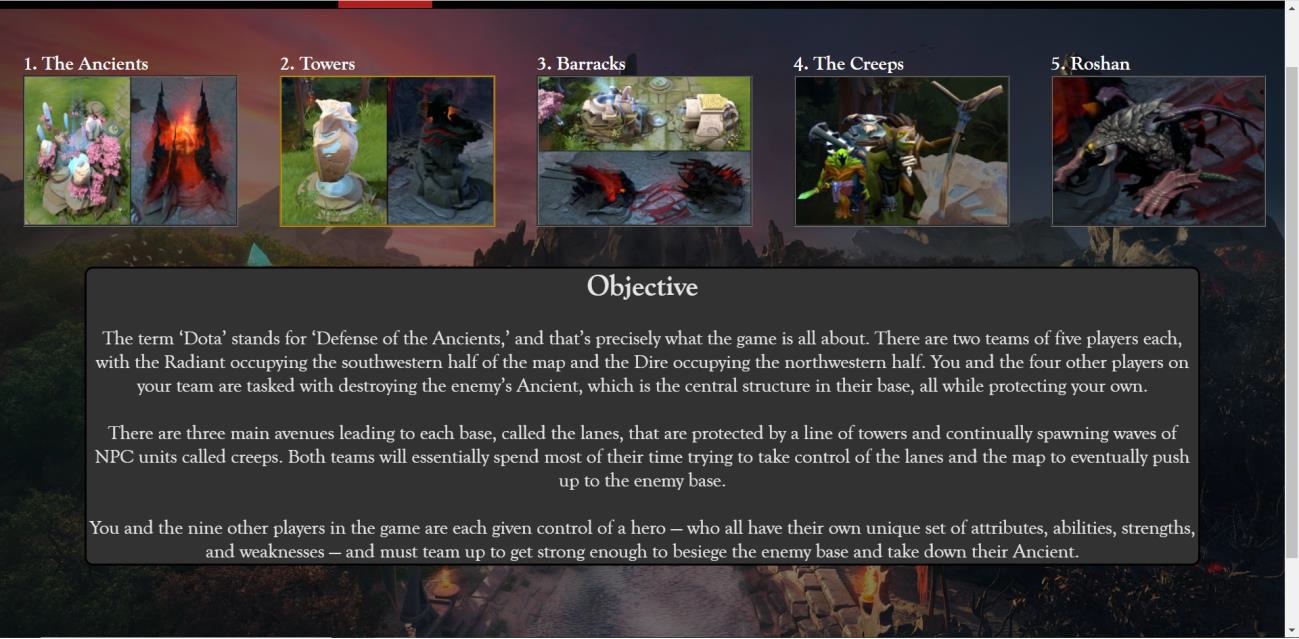 1. The Ancients
2. Towers
3. Barracks
4. The Creeps
5. Roshan
Objective
The term ‘Dota’ stands for ‘Defense of the Ancients,’ and that’s precisely what the game is all about. There are two teams of five players each,
with the Radiant occupying the southwestern half of the map and the Dire occupying the northwestern half. You and the four other players on
your team are tasked with destroying the enemy’s Ancient, which is the central structure in their base, all while protecting your own.
There are three main avenues leading to each base, called the lanes, that are protected by a line of towers and continually spawning waves of
NPC units called creeps. Both teams will essentially spend most of their time trying to take control of the lanes and the map to eventually push
up to the enemy base.
You and the nine other players in the game are each given control of a hero – who all have their own unique set of attributes, abilities, strengths,
and weaknesses – and must team up to get strong enough to besiege the enemy base and take down their Ancient.